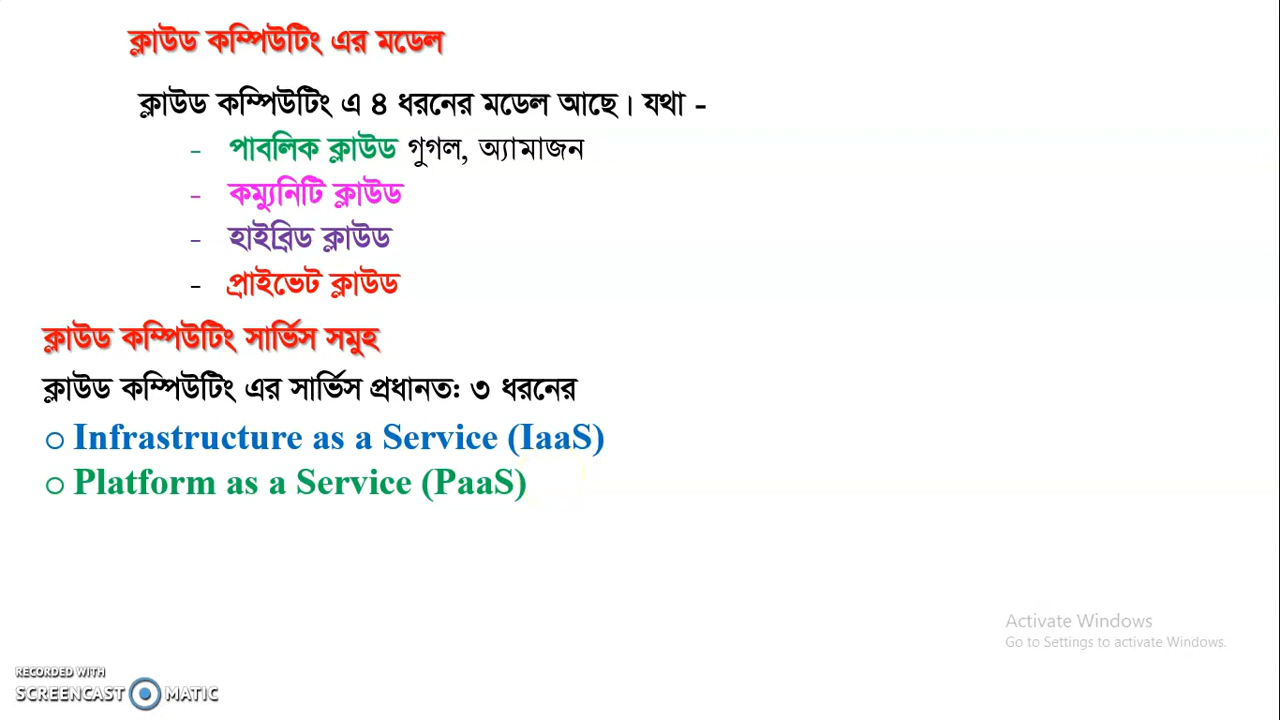 ক্লাউড কম্পিউটিং এর মডেল
ক্লাউড কম্পিউটিং এ ৪ ধরনের মডেল আছে। যথা -
- পাবলিক ক্লাউড গুগল, অ্যামাজন
- কম্যুনিটি ক্লাউড
- হাইব্রিড ক্লাউড
- প্রাইভেট ক্লাউড
ক্লাউড কম্পিউটিং সার্ভিস সমুহ
ক্লাউড কম্পিউটিং এর সার্ভিস প্রধানত: ৩ ধরনের
○ Infrastructure as a Service (IaaS)
○ Platform as a Service (PaaS)
Activate Windows
Go to Settings to activate Windows.
RECORDED WITH
SCREENCAST MATIC